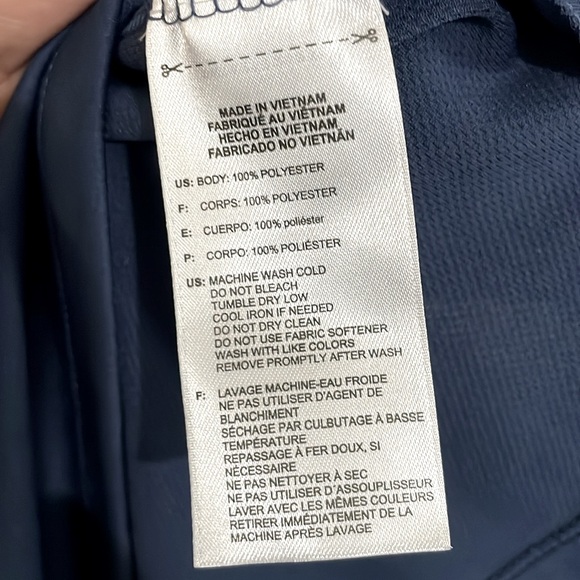 MADE IN VIETNAM
FABRIQUÉ AU VIÊTNAM
HECHO EN VIETNAM
FABRICADO NO VIETNÃN
US: BODY: 100% POLYESTER
F: CORPS: 100% POLYESTER
E: CUERPO: 100% poliéster
P: CORPO: 100% POLIÉSTER
US: MACHINE WASH COLD
DO NOT BLEACH
TUMBLE DRY LOW
COOL IRON IF NEEDED
DO NOT DRY CLEAN
DO NOT USE FABRIC SOFTENER
WASH WITH LIKE COLORS
REMOVE PROMPTLY AFTER WASH
F: LAVAGE MACHINE-EAU FROIDE
NE PAS UTILISER D'AGENT DE
BLANCHIMENT
SÉCHAGE PAR CULBUTAGE À BASSE
TEMPÉRATURE
REPASSAGE À FER DOUX, SI
NÉCESSAIRE
NE PAS NETTOYER À SEC
NE PAS UTILISER D'ASSOUPLISSEUR
LAVER AVEC LES MÊMES COULEURS
RETIRER IMMÉDIATEMENT DE LA
MACHINE APRÈS LAVAGE